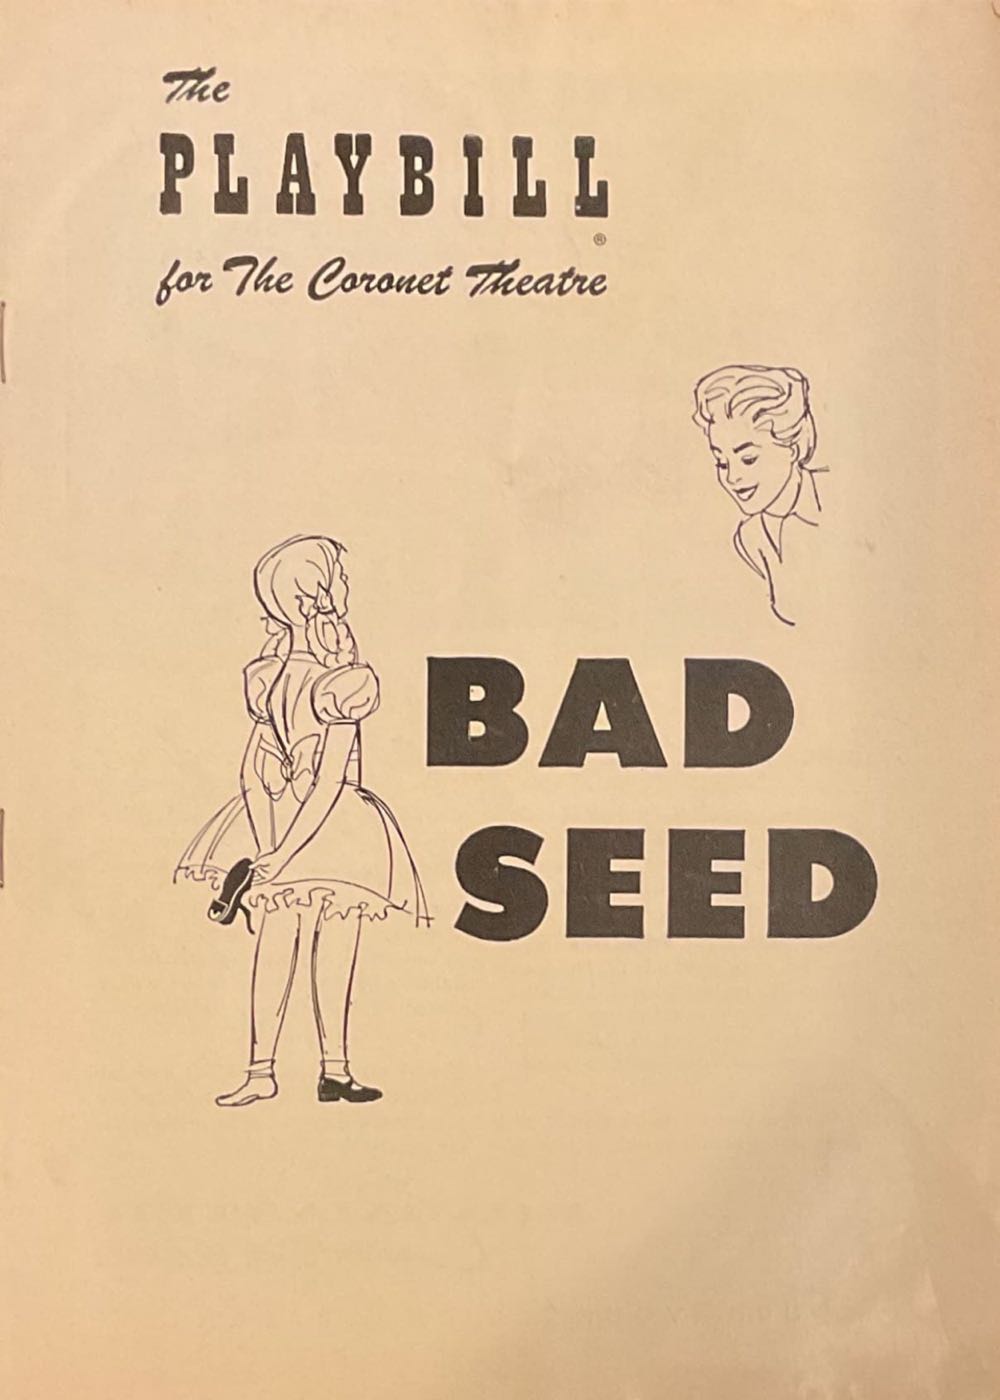 The
PLAYBILL
®
for The Coronet Theatre
BAD
SEED